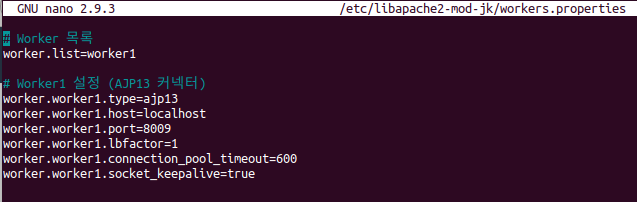 GNU nano 2.9.3 /etc/libapache2-mod-jk/workers.properties
# Worker 목록
worker.list=worker1
# Worker1 설정 (AJP13 커넥터)
worker.worker1.type=ajp13
worker.worker1.host=localhost
worker.worker1.port=8009
worker.worker1.lbfactor=1
worker.worker1.connection_pool_timeout=600
worker.worker1.socket_keepalive=true